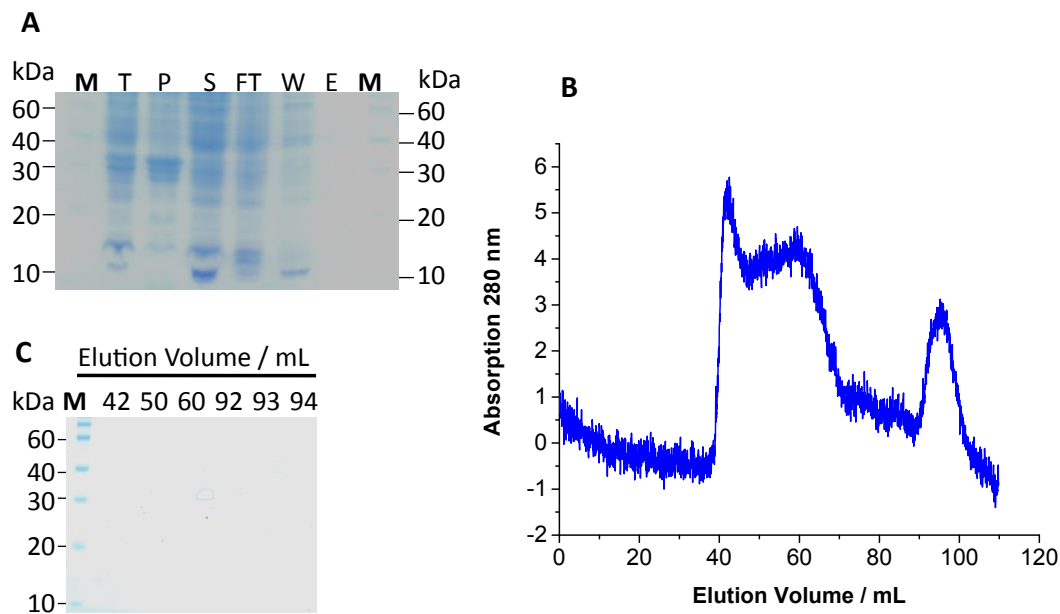 A
kDa M T P S FT W E M kDa
60 60
40 40
30 30
20 20
10 10
B
Absorption 280 nm
6
5
4
3
2
1
0
-1
-2
0 20 40 60 80 100 120
Elution Volume / mL
C
Elution Volume / mL
kDa M 42 50 60 92 93 94
60
40
30
20
10